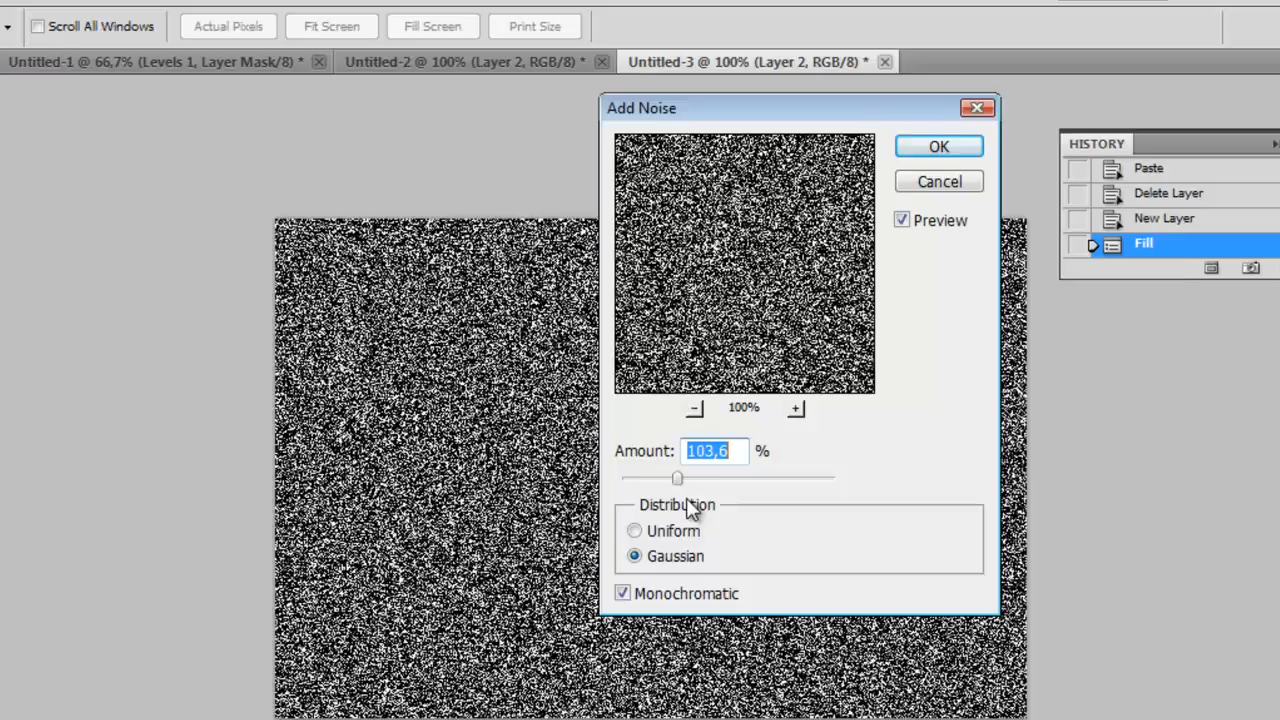 Scroll All Windows
Actual Pixels
Fit Screen
Fill Screen
Print Size
Untitled-1 @ 66,7% (Levels 1, Layer Mask/8) *
Untitled-2 @ 100% (Layer 2, RGB/8) *
Untitled-3 @ 100% (Layer 2, RGB/8) *
Add Noise
OK
Cancel
Preview
100%
Amount: 103,6 %
Distribution
Uniform
Gaussian
Monochromatic
HISTORY
Paste
Delete Layer
New Layer
Fill